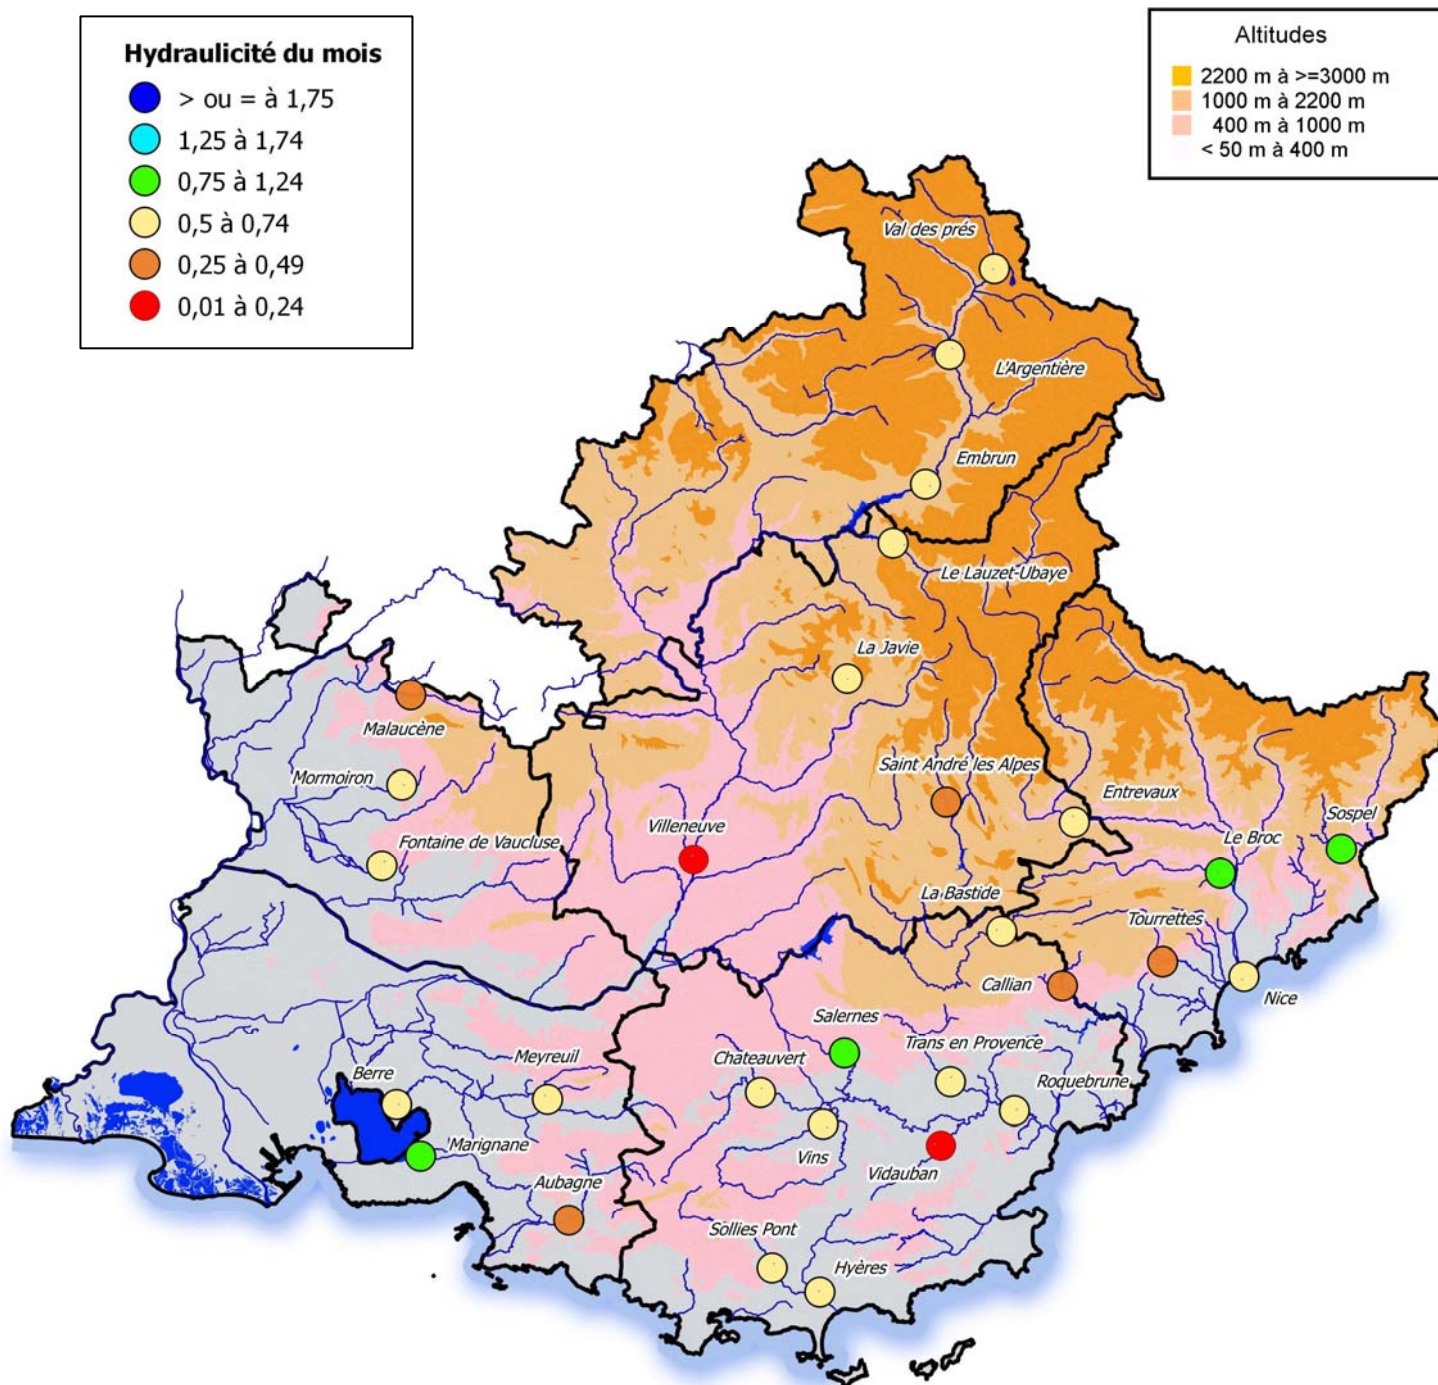 Hydraulicité du mois
> ou = à 1,75
1,25 à 1,74
0,75 à 1,24
0,5 à 0,74
0,25 à 0,49
0,01 à 0,24
Altitudes
2200 m à >=3000 m
1000 m à 2200 m
400 m à 1000 m
< 50 m à 400 m
Val des prés
L'Argentière
Embrun
Le Lauzet-Ubaye
La Javie
Malaucène
Mormoiron
Saint André les Alpes
Entrevaux
Sospel
Villeneuve
Fontaine de Vaucluse
Le Broc
La Bastide
Tourrettes
Callian
Nice
Salernes
Trans en Provence
Chateauvert
Meyreuil
Roquebrune
Berre
Marignane
Vins
Vidauban
Aubagne
Sollies Pont
Hyères